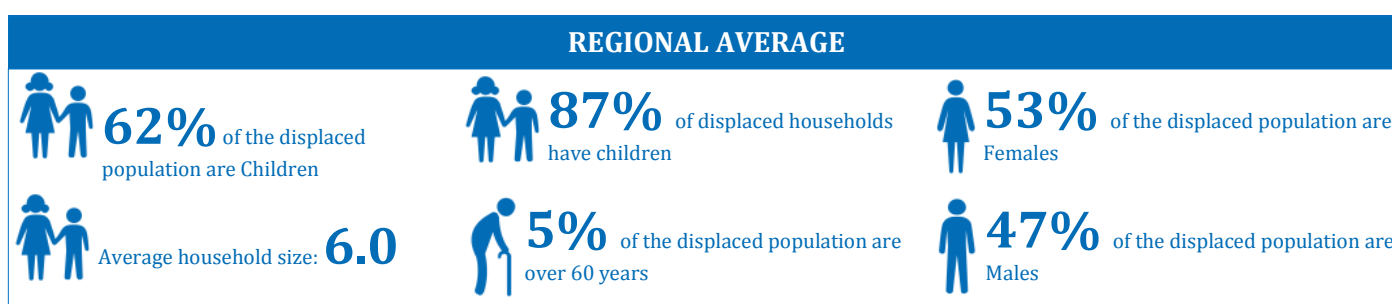 REGIONAL AVERAGE
62% of the displaced
population are Children
87% of displaced households
have children
53% of the displaced population are
Females
Average household size: 6.0
5% of the displaced population are
over 60 years
47% of the displaced population are
Males